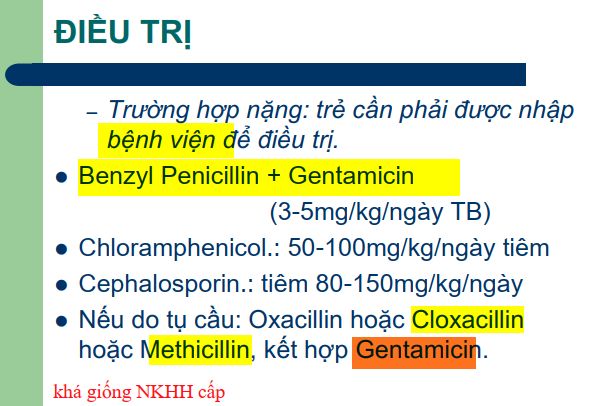 ĐIỀU TRỊ
– Trường hợp nặng: trẻ cần phải được nhập
bệnh viện để điều trị.
● Benzyl Penicillin + Gentamicin
(3-5mg/kg/ngày TB)
● Chloramphenicol.: 50-100mg/kg/ngày tiêm
● Cephalosporin.: tiêm 80-150mg/kg/ngày
● Nếu do tụ cầu: Oxacillin hoặc Cloxacillin
hoặc Methicillin, kết hợp Gentamicin.
khá giống NKHH cấp